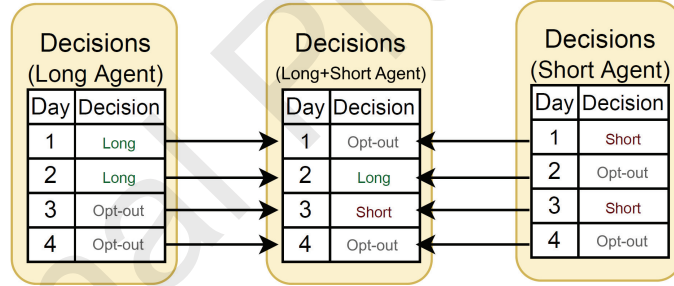 Decisions
(Long Agent)
Day Decision
1 Long
2 Long
3 Opt-out
4 Opt-out
Decisions
(Long+Short Agent)
Day Decision
1 Opt-out
2 Long
3 Short
4 Opt-out
Decisions
(Short Agent)
Day Decision
1 Short
2 Opt-out
3 Short
4 Opt-out